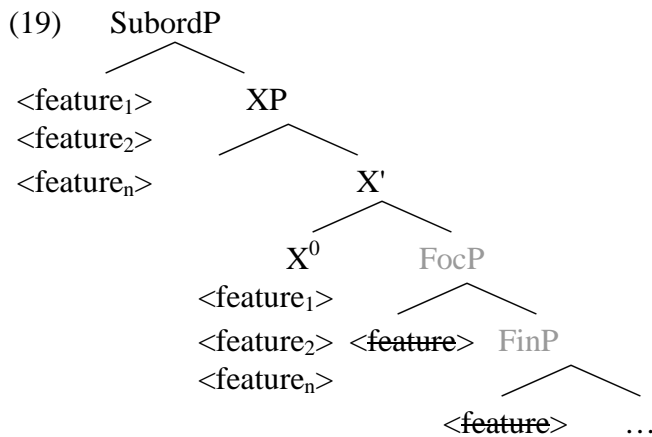 (19) SubordP
<feature₁> XP
<feature₂>
<featureₙ> X'
X⁰ FocP
<feature₁>
<feature₂> <feature> FinP
<featureₙ>
<feature> …